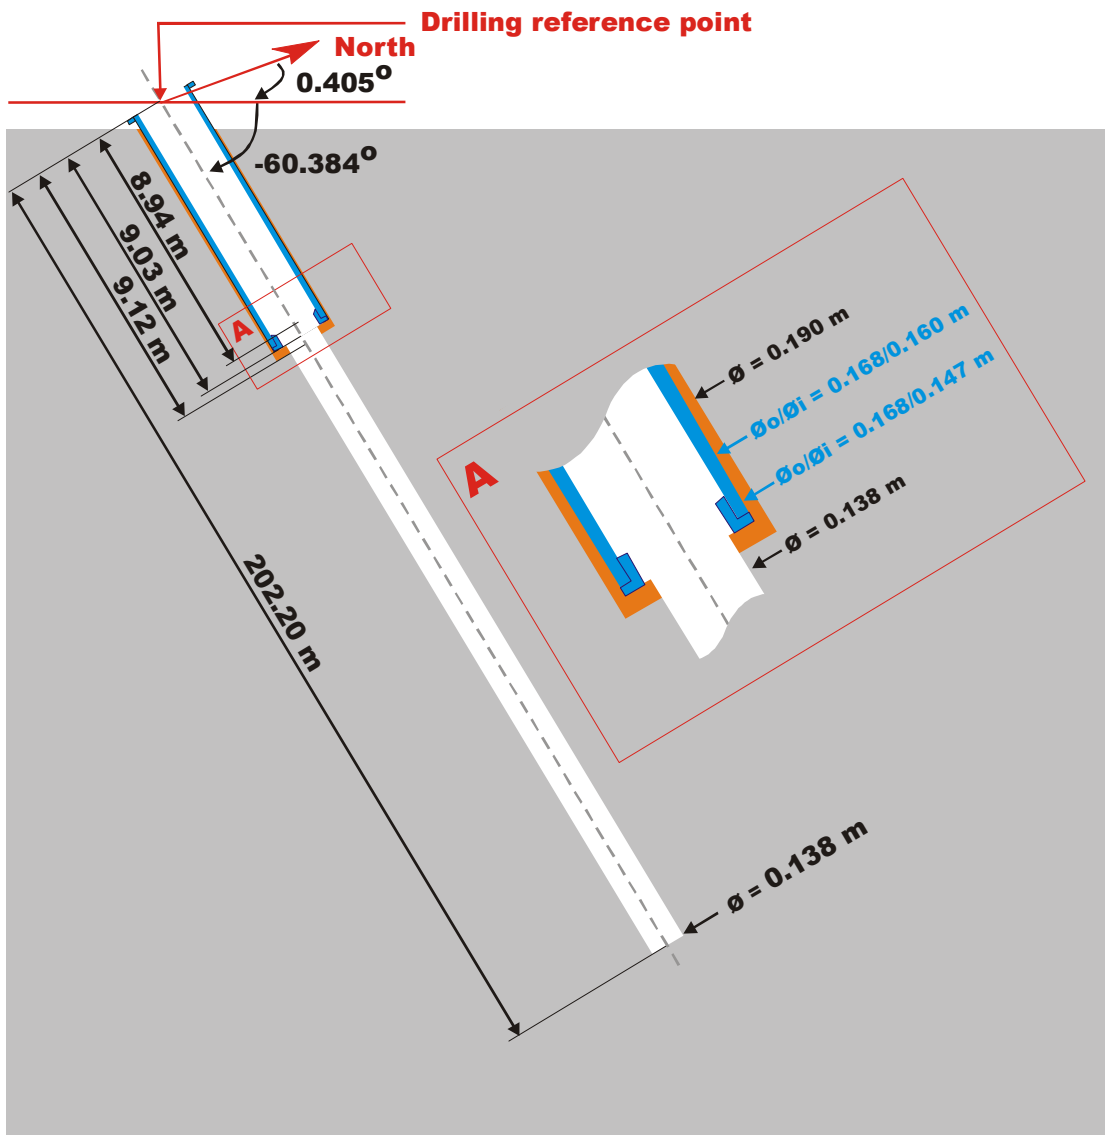 Drilling reference point
North
0.405°
-60.384°
8.94 m
9.03 m
9.12 m
A
202.20 m
A
ø = 0.190 m
Øo/Øi = 0.168/0.160 m
Øo/Øi = 0.168/0.147 m
ø = 0.138 m
ø = 0.138 m